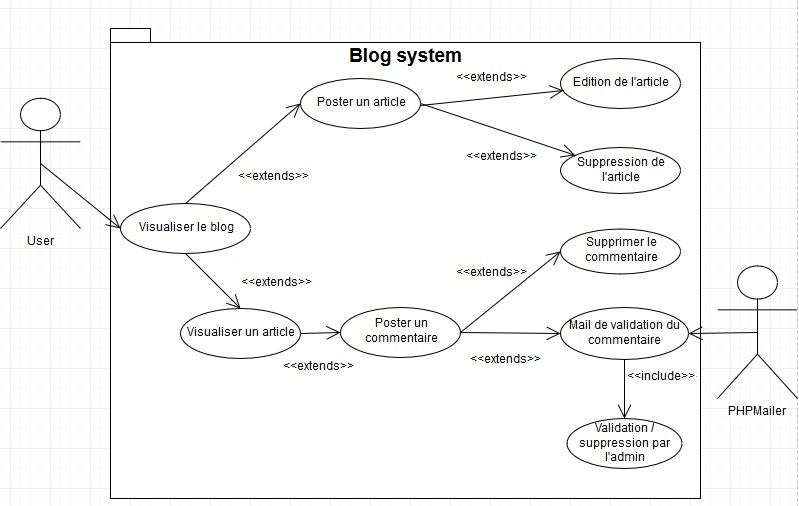 Blog system
<<extends>>
Edition de l'article
Poster un article
<<extends>>
Suppression de
l'article
<<extends>>
Visualiser le blog
User
Supprimer le
commentaire
<<extends>>
<<extends>>
Visualiser un article
Poster un
commentaire
Mail de validation du
commentaire
<<extends>>
<<extends>>
<<include>>
PHPMailer
Validation /
suppression par
l'admin